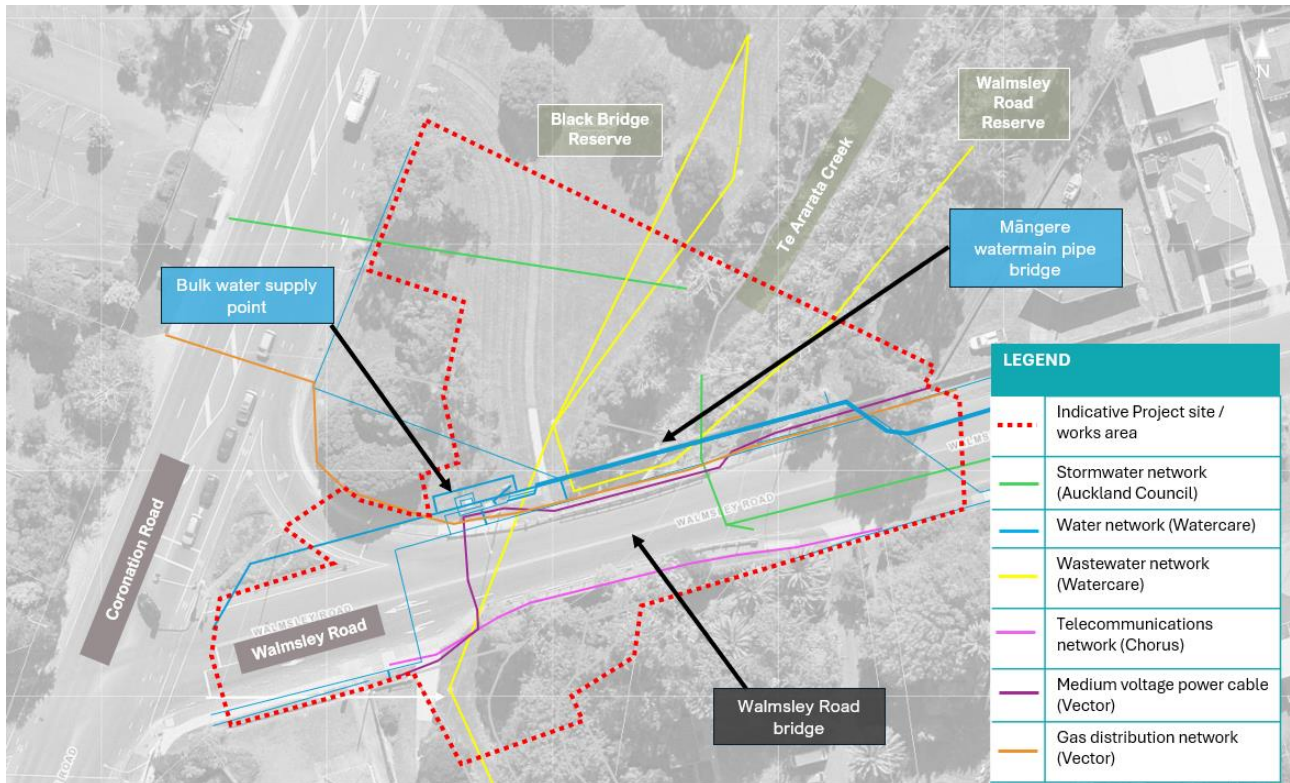 N
Black Bridge
Reserve
Walmsley
Road
Reserve
Te Ararata Creek
Māngere
watermain pipe
bridge
Bulk water supply
point
Coronation Road
WALMSLEY ROAD
WALMSLEY ROAD
Walmsley Road
Walmsley Road
bridge
LEGEND
Indicative Project site /
works area
Stormwater network
(Auckland Council)
Water network (Watercare)
Wastewater network
(Watercare)
Telecommunications
network (Chorus)
Medium voltage power cable
(Vector)
Gas distribution network
(Vector)